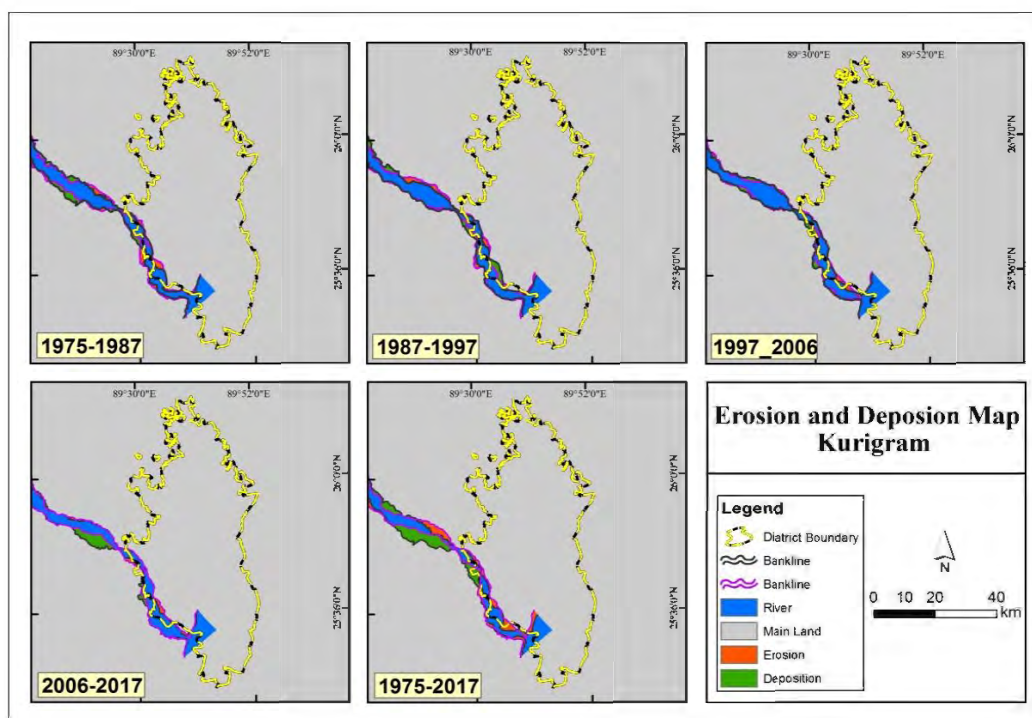 89°30'0"E 89°52'0"E
26°0'0"N
25°36'0"N
1975-1987
89°30'0"E 89°52'0"E
26°0'0"N
25°36'0"N
1987-1997
89°30'0"E 89°52'0"E
26°0'0"N
25°36'0"N
1997_2006
89°30'0"E 89°52'0"E
26°0'0"N
25°36'0"N
2006-2017
89°30'0"E 89°52'0"E
26°0'0"N
25°36'0"N
1975-2017
Erosion and Deposion Map
Kurigram
Legend
Diatrict Boundary
Bankline
Bankline
River
Main Land
Erosion
Deposition
N
0 10 20 40
km